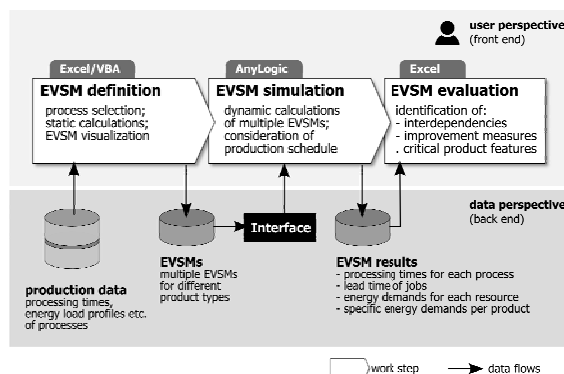 user perspective
(front end)
Excel/VBA
AnyLogic
Excel
EVSM definition
process selection;
static calculations;
EVSM visualization
EVSM simulation
dynamic calculations
of multiple EVSMs;
consideration of
production schedule
EVSM evaluation
identification of:
- interdependencies
- improvement measures
. critical product features
data perspective
(back end)
Interface
production data
processing times,
energy load profiles etc.
of processes
EVSMs
multiple EVSMs
for different
product types
EVSM results
- processing times for each process
- lead time of jobs
- energy demands for each resource
- specific energy demands per product
work step
data flows